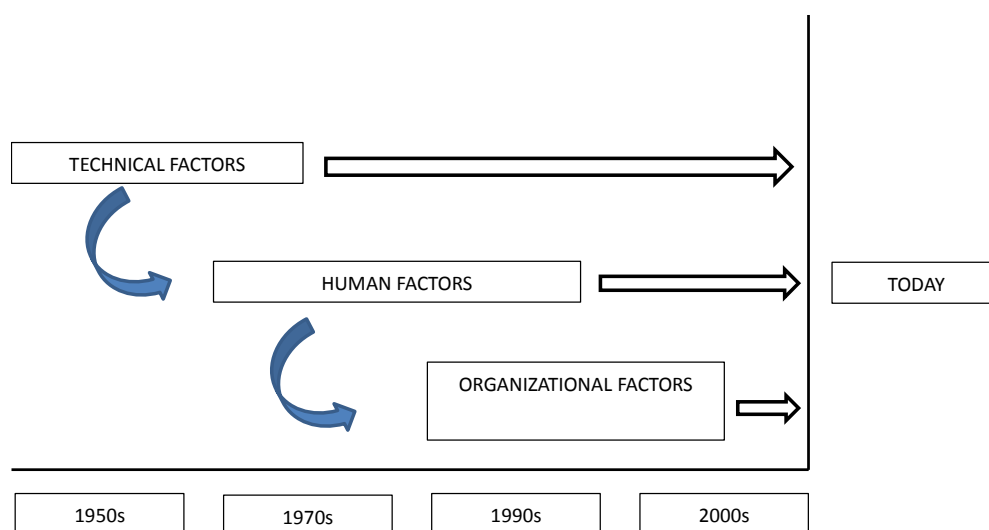 TECHNICAL FACTORS
HUMAN FACTORS
TODAY
ORGANIZATIONAL FACTORS
1950s
1970s
1990s
2000s